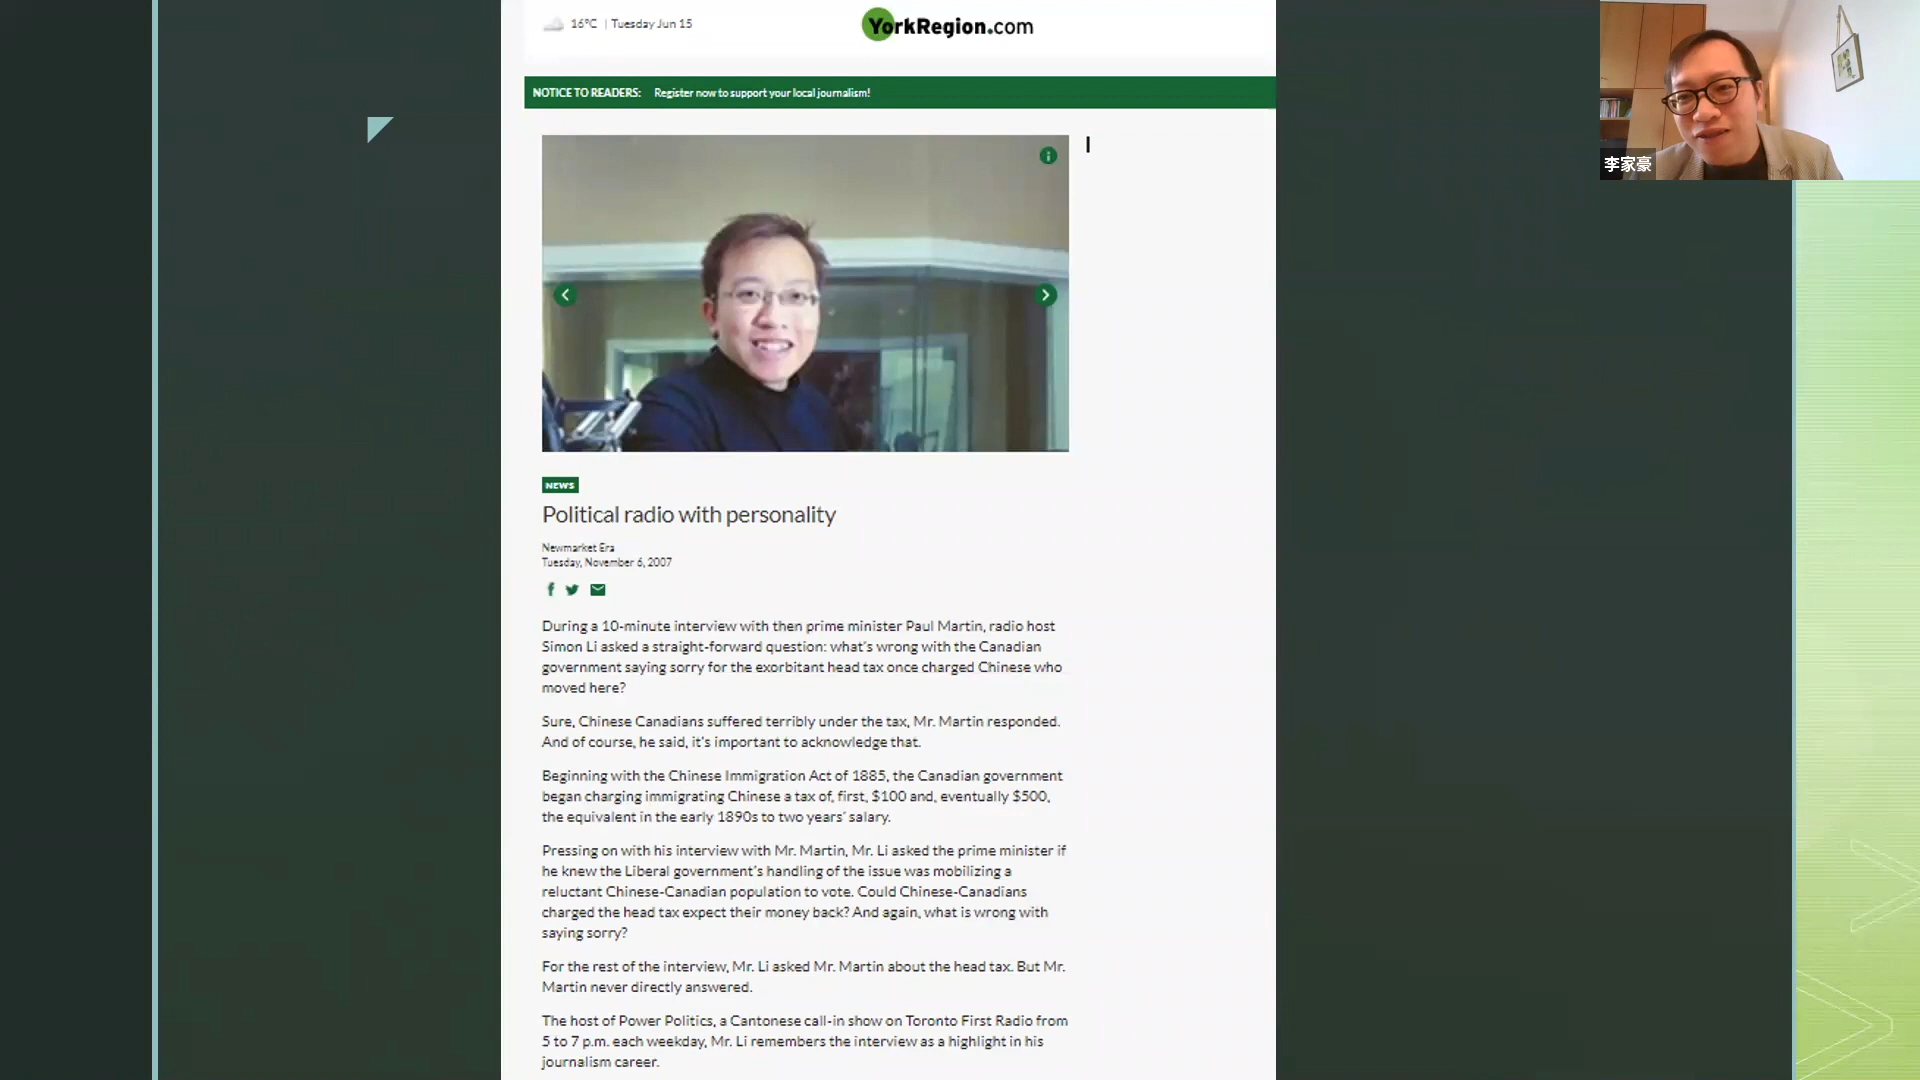 16°C | Tuesday Jun 15
YorkRegion.com
NOTICE TO READERS: Register now to support your local journalism!
李家豪
NEWS
Political radio with personality
Newmarket Era
Tuesday, November 6, 2007
During a 10-minute interview with then prime minister Paul Martin, radio host
Simon Li asked a straight-forward question: what's wrong with the Canadian
government saying sorry for the exorbitant head tax once charged Chinese who
moved here?
Sure, Chinese Canadians suffered terribly under the tax, Mr. Martin responded.
And of course, he said, it's important to acknowledge that.
Beginning with the Chinese Immigration Act of 1885, the Canadian government
began charging immigrating Chinese a tax of, first, $100 and, eventually $500,
the equivalent in the early 1890s to two years' salary.
Pressing on with his interview with Mr. Martin, Mr. Li asked the prime minister if
he knew the Liberal government's handling of the issue was mobilizing a
reluctant Chinese-Canadian population to vote. Could Chinese-Canadians
charged the head tax expect their money back? And again, what is wrong with
saying sorry?
For the rest of the interview, Mr. Li asked Mr. Martin about the head tax. But Mr.
Martin never directly answered.
The host of Power Politics, a Cantonese call-in show on Toronto First Radio from
5 to 7 p.m. each weekday, Mr. Li remembers the interview as a highlight in his
journalism career.